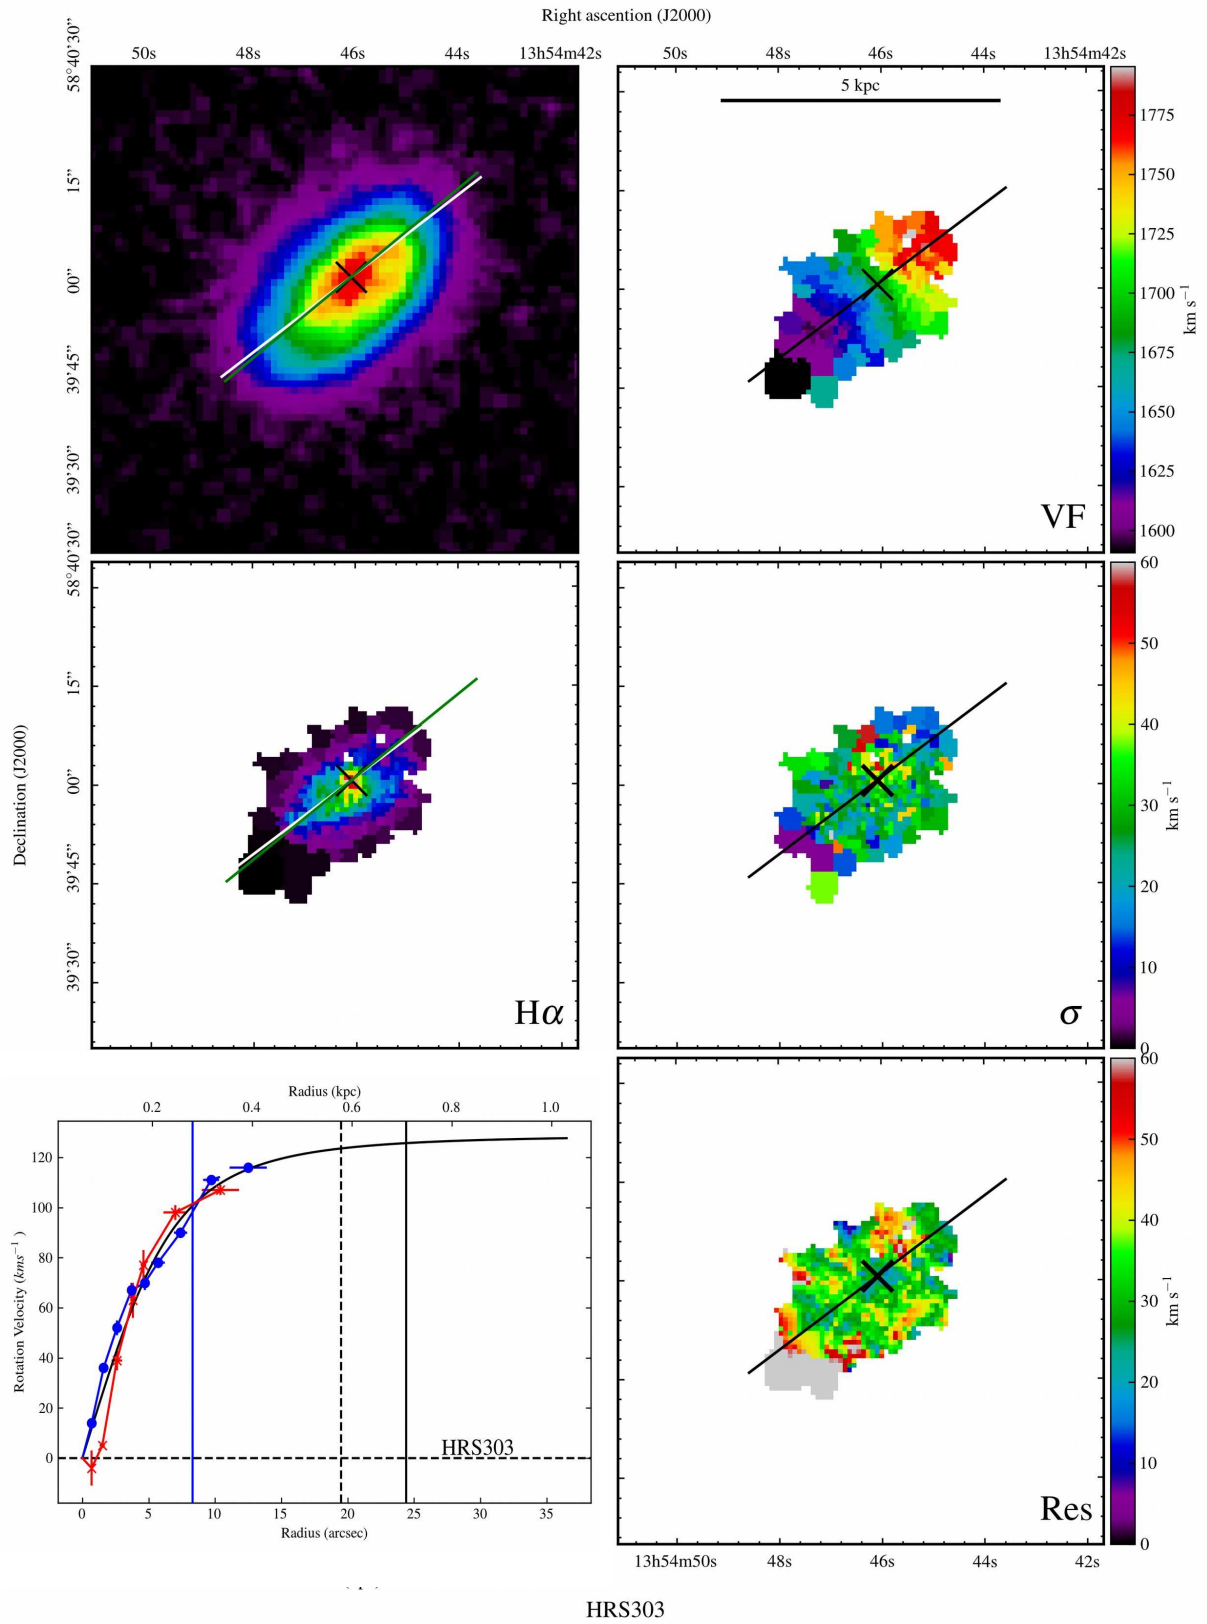 Right ascention (J2000)
50s 48s 46s 44s 13h54m42s 50s 48s 46s 44s 13h54m42s
58°40'30” 15” 00” 39'45” 39'30” 58°40'30”
5 kpc
1775
1750
1725
1700
1675
1650
1625
1600
km s−1
VF
Declination (J2000)
15” 00” 39'45” 39'30”
Hα
60
50
40
30
20
10
0
km s−1
σ
Radius (kpc)
0.2 0.4 0.6 0.8 1.0
Rotation Velocity (kms−1 )
120
100
80
60
40
20
0
HRS303
0 5 10 15 20 25 30 35
Radius (arcsec)
60
50
40
30
20
10
0
km s−1
Res
13h54m50s 48s 46s 44s 42s
HRS303